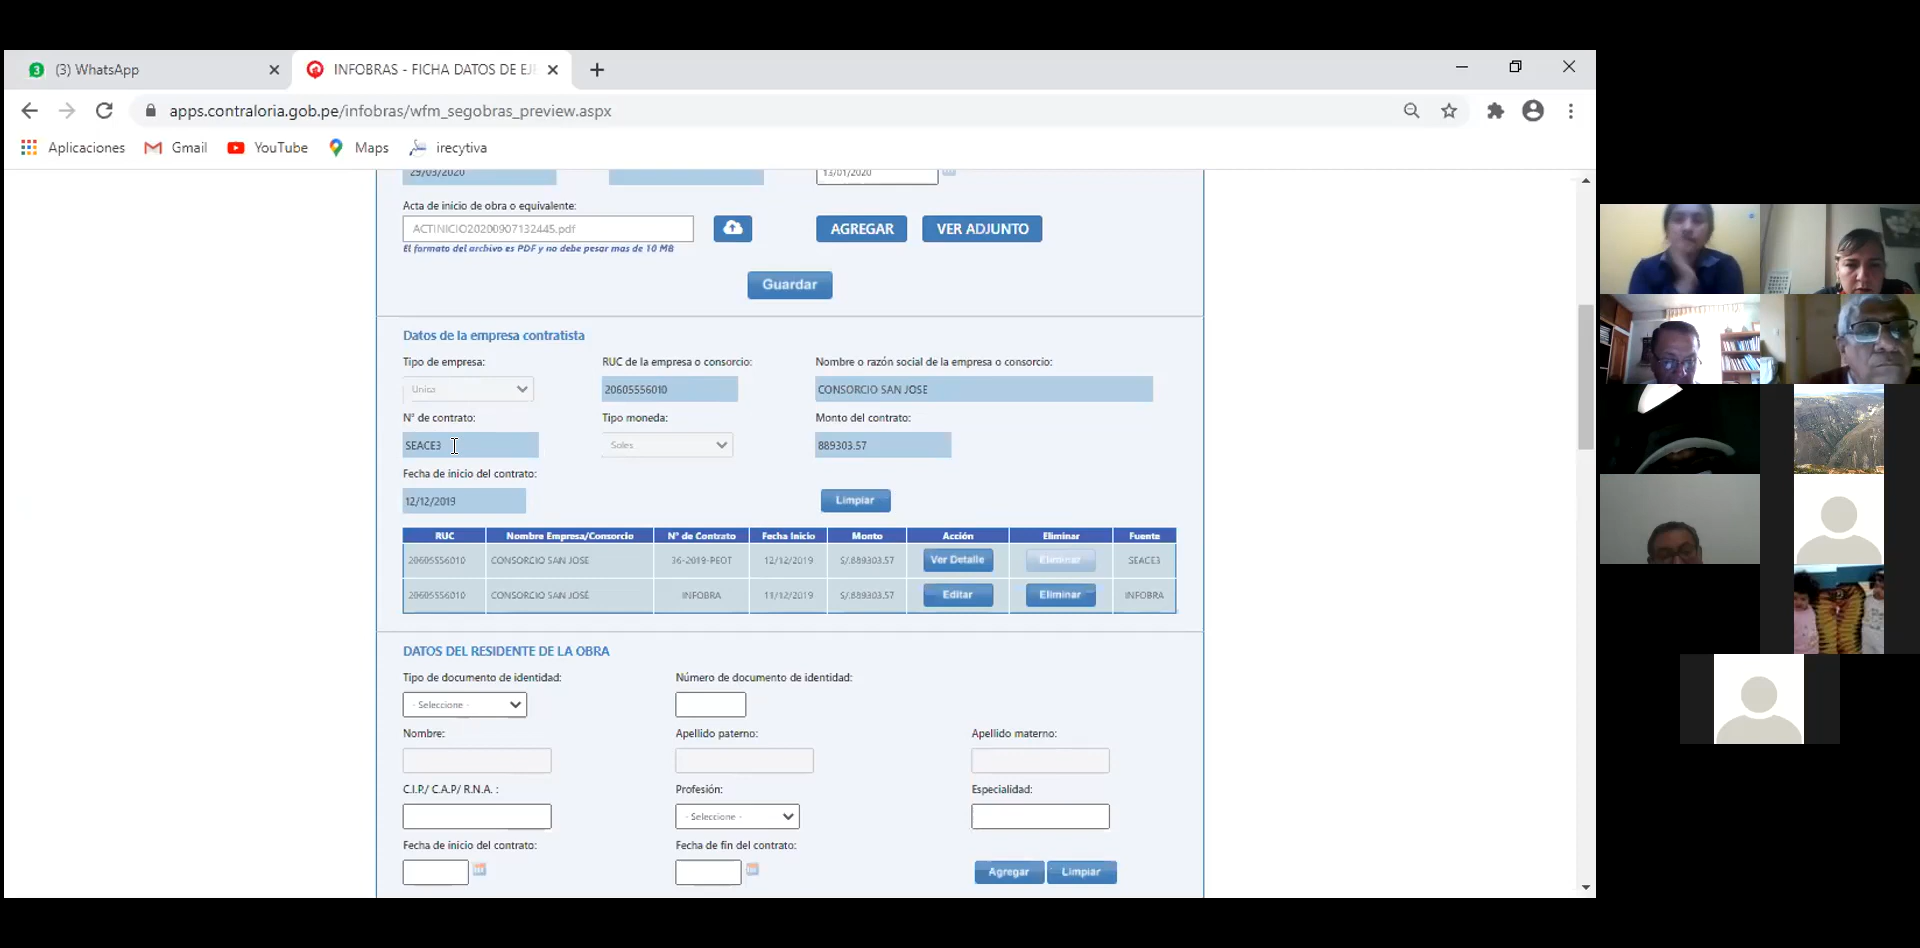 3 (3) WhatsApp
INFOBRAS - FICHA DATOS DE EJE
apps.contraloria.gob.pe/infobras/wfm_segobras_preview.aspx
Aplicaciones Gmail YouTube Maps irecytiva
29/03/2020 13/01/2020
Acta de inicio de obra o equivalente:
ACTINICIO20200907132445.pdf AGREGAR VER ADJUNTO
El formato del archivo es PDF y no debe pesar mas de 10 MB
Guardar
Datos de la empresa contratista
Tipo de empresa: RUC de la empresa o consorcio: Nombre o razón social de la empresa o consorcio:
Unica 20605556010 CONSORCIO SAN JOSE
N° de contrato: Tipo moneda: Monto del contrato:
SEACE3 Soles 889303.57
Fecha de inicio del contrato:
12/12/2019 Limpiar
RUC Nombre Empresa/Consorcio N° de Contrato Fecha Inicio Monto Acción Eliminar Fuente
20605556010 CONSORCIO SAN JOSE 36-2019-PEOT 12/12/2019 S/.889303.57 Ver Detalle Eliminar SEACE3
20605556010 CONSORCIO SAN JOSÉ INFOBRA 11/12/2019 S/.889303.57 Editar Eliminar INFOBRA
DATOS DEL RESIDENTE DE LA OBRA
Tipo de documento de identidad: Número de documento de identidad:
- Seleccione -
Nombre: Apellido paterno: Apellido materno:
C.I.P./ C.A.P/ R.N.A. : Profesión: Especialidad:
- Seleccione -
Fecha de inicio del contrato: Fecha de fin del contrato:
Agregar Limpiar